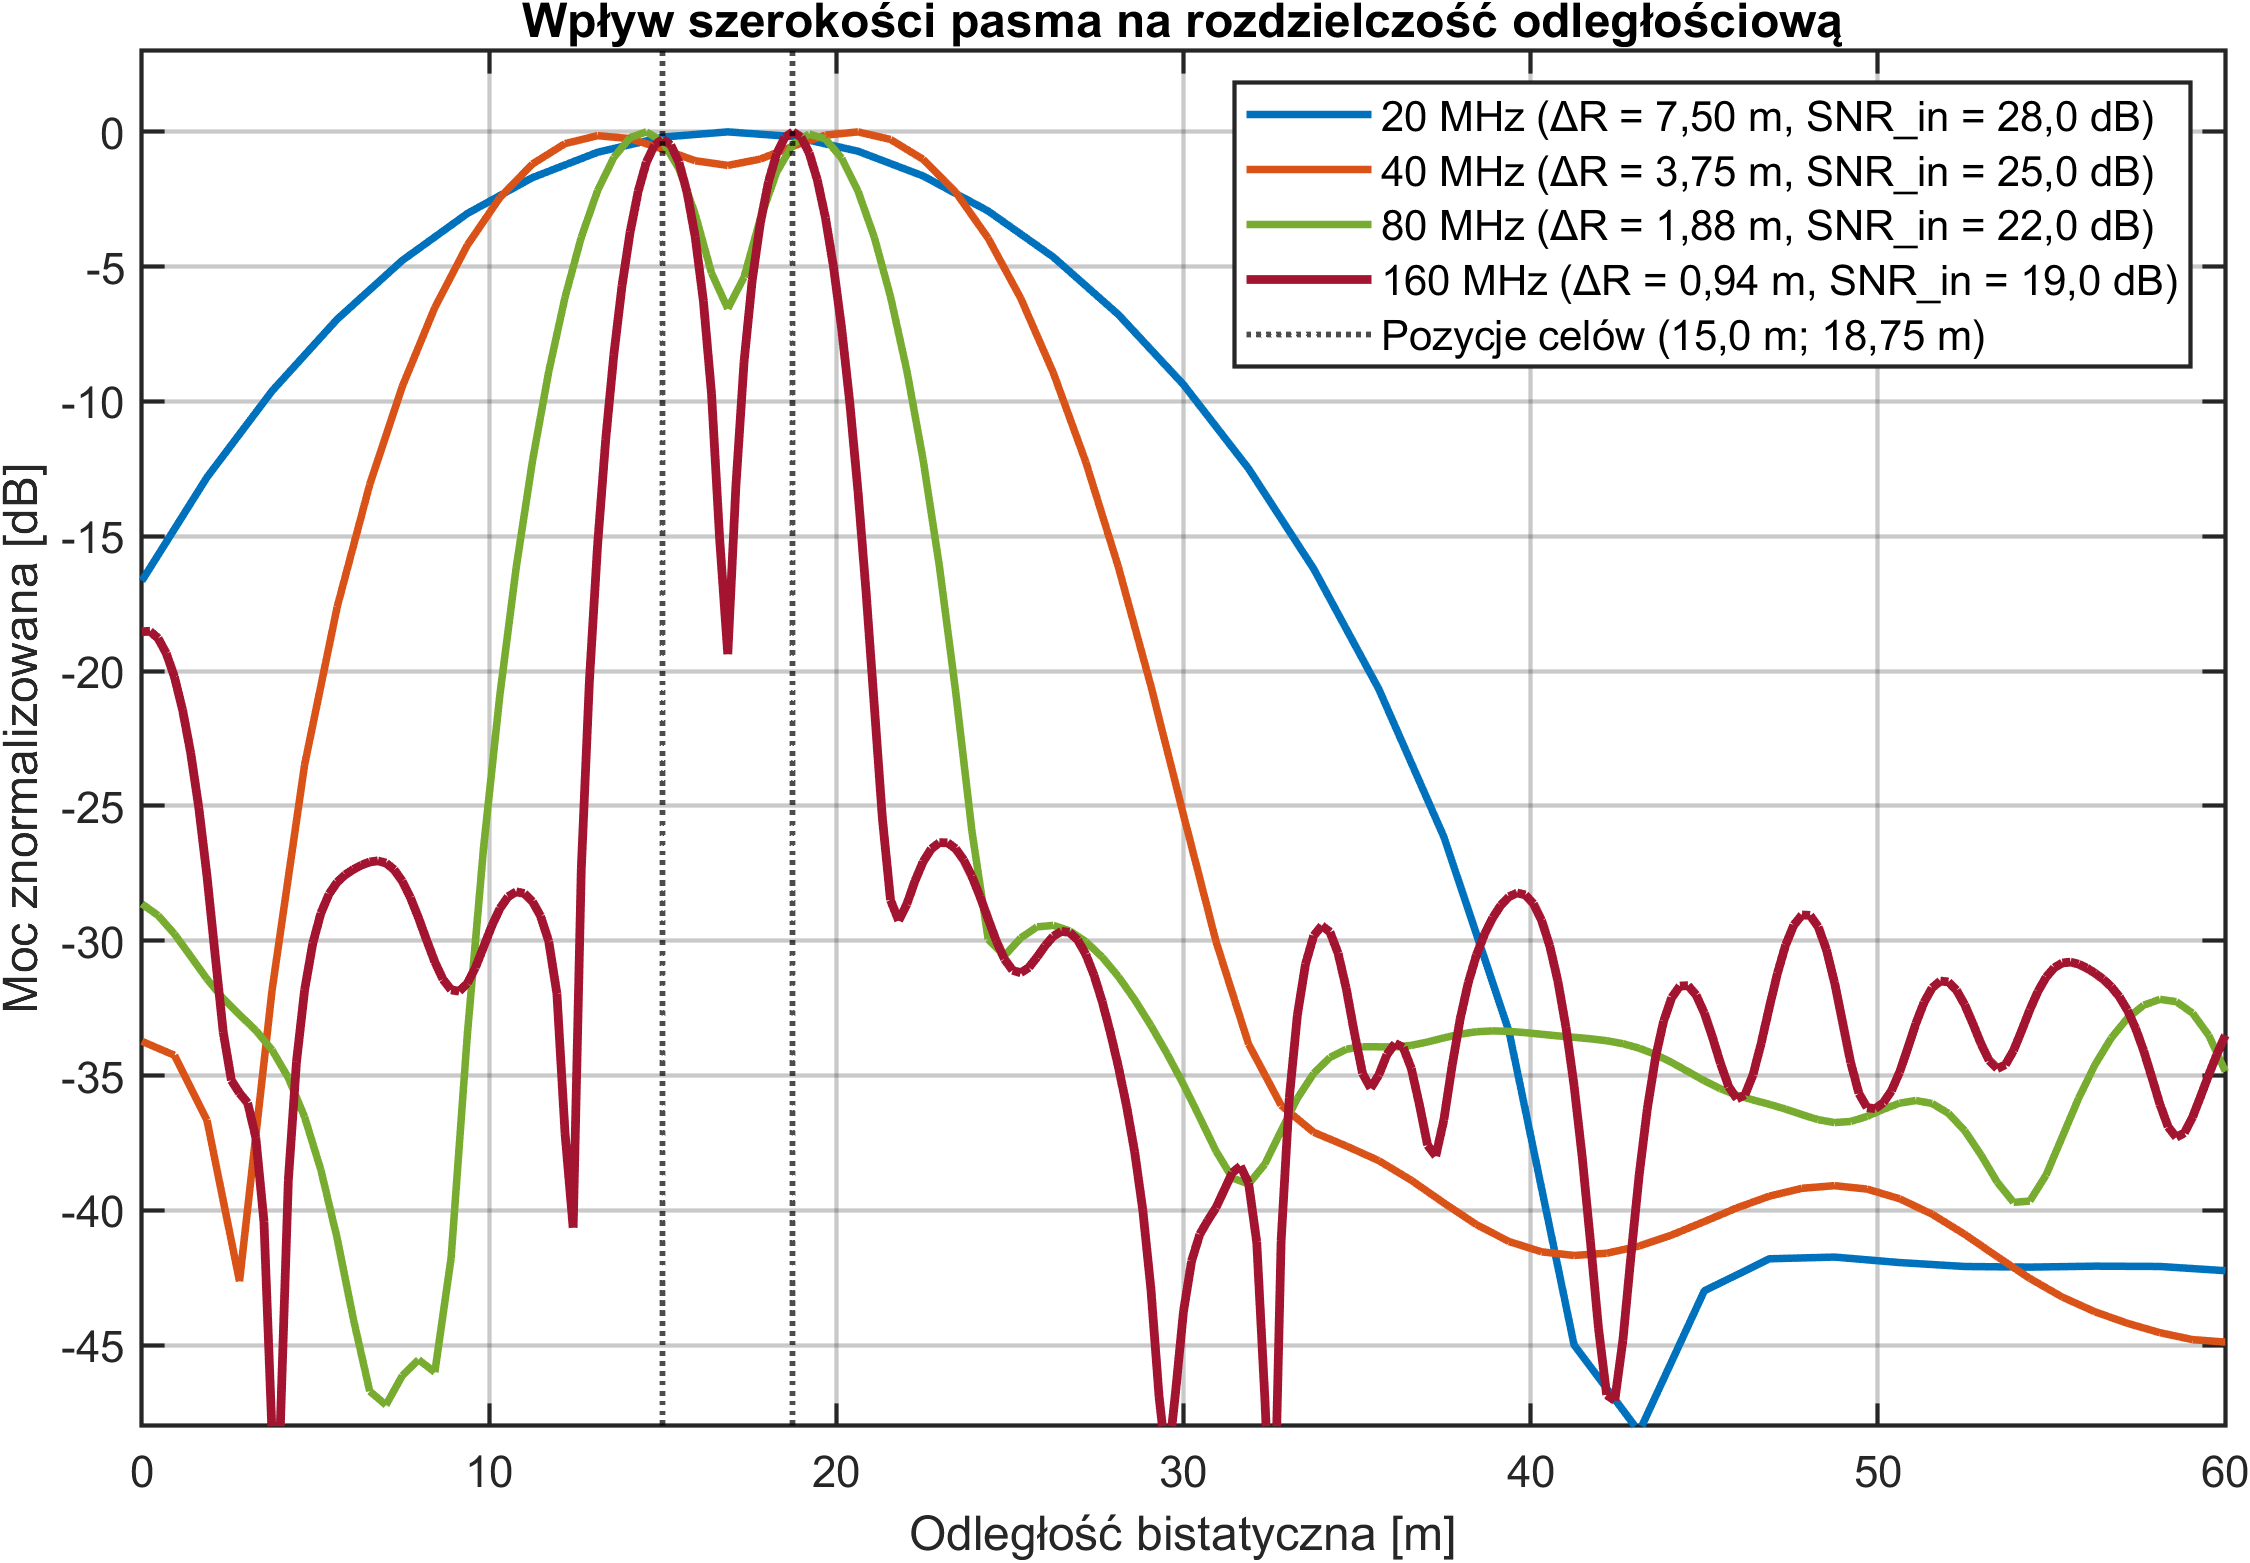 Wpływ szerokości pasma na rozdzielczość odległościową
20 MHz (ΔR = 7,50 m, SNR_in = 28,0 dB)
40 MHz (ΔR = 3,75 m, SNR_in = 25,0 dB)
80 MHz (ΔR = 1,88 m, SNR_in = 22,0 dB)
160 MHz (ΔR = 0,94 m, SNR_in = 19,0 dB)
Pozycje celów (15,0 m; 18,75 m)
Moc znormalizowana [dB]
0
-5
-10
-15
-20
-25
-30
-35
-40
-45
0 10 20 30 40 50 60
Odległość bistatyczna [m]